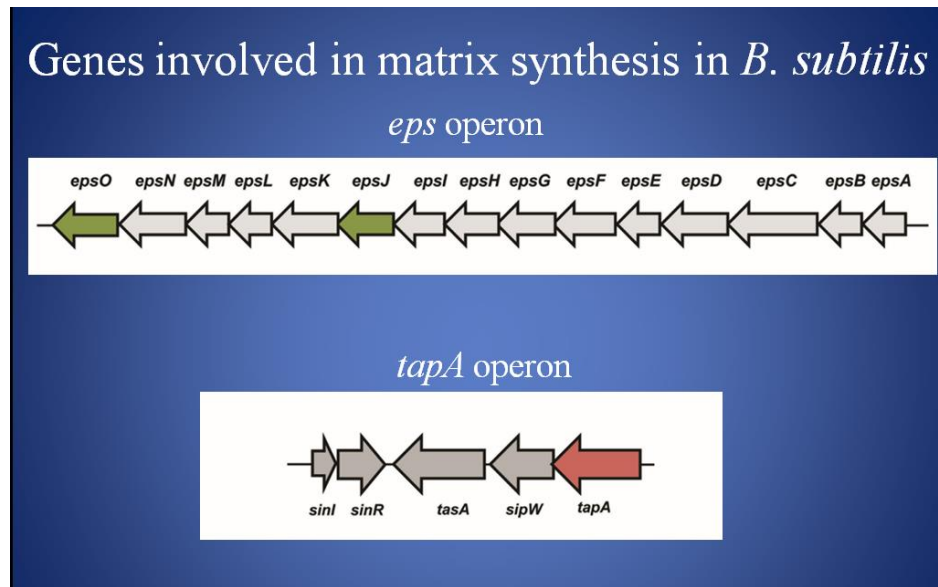 Genes involved in matrix synthesis in B. subtilis
eps operon
epsO epsN epsM epsL epsK epsJ epsI epsH epsG epsF epsE epsD epsC epsB epsA
tapA operon
sinI sinR tasA sipW tapA